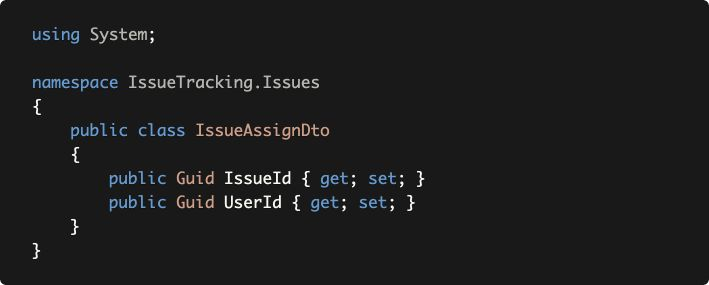 using System;

namespace IssueTracking.Issues
{
    public class IssueAssignDto
    {
        public Guid IssueId { get; set; }
        public Guid UserId { get; set; }
    }
}